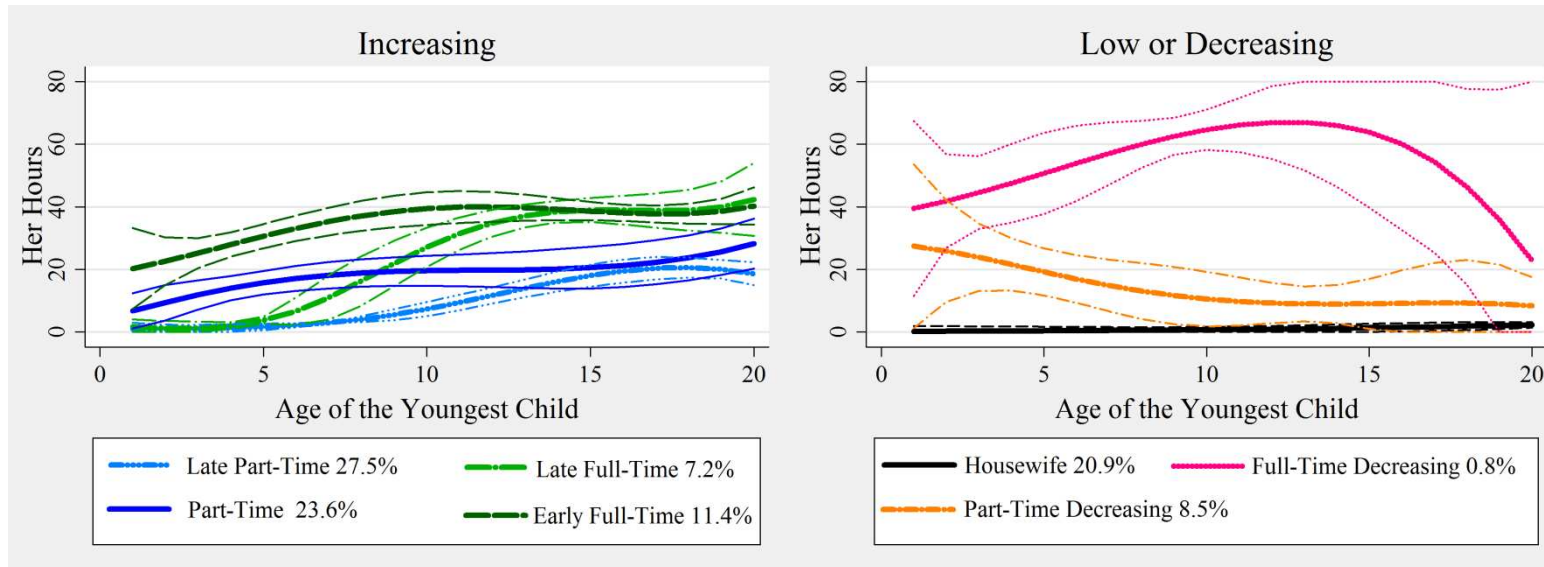 Increasing
Her Hours
80
60
40
20
0
0 5 10 15 20
Age of the Youngest Child
Late Part-Time 27.5% Late Full-Time 7.2%
Part-Time 23.6% Early Full-Time 11.4%
Low or Decreasing
Her Hours
80
60
40
20
0
0 5 10 15 20
Age of the Youngest Child
Housewife 20.9% Full-Time Decreasing 0.8%
Part-Time Decreasing 8.5%